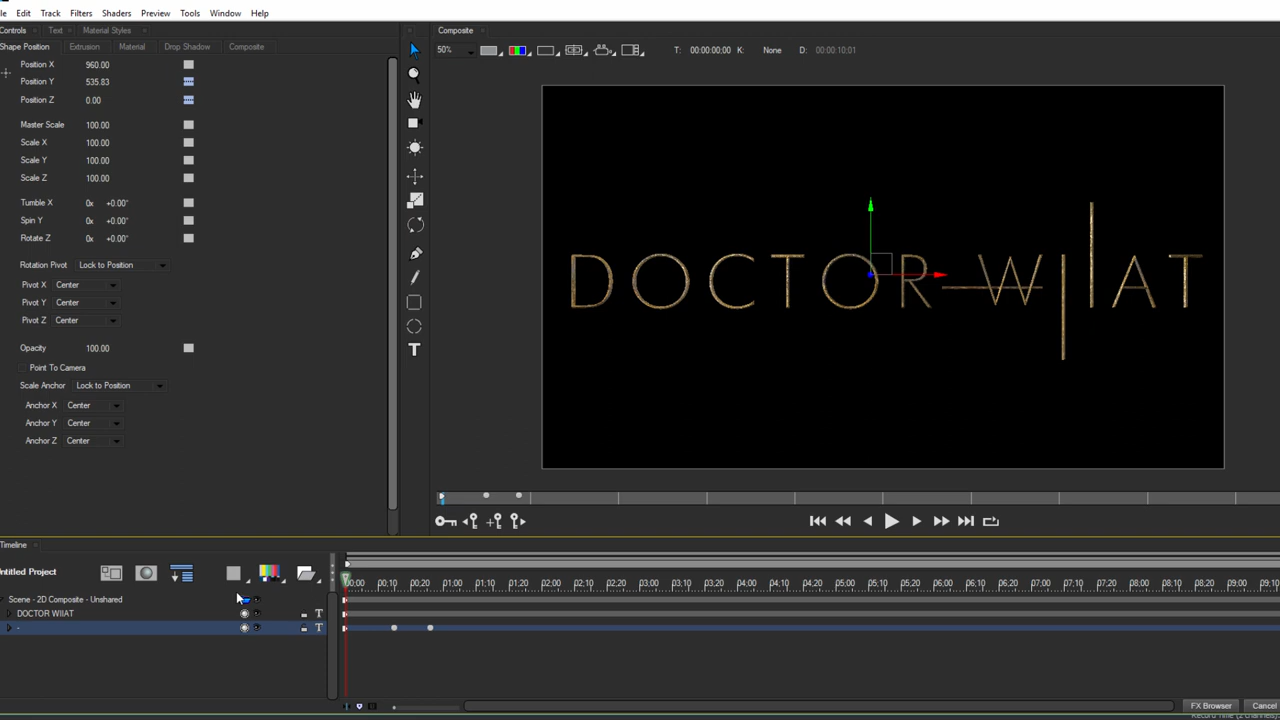 le Edit Track Filters Shaders Preview Tools Window Help
Controls Text Material Styles
Shape Position Extrusion Material Drop Shadow Composite
Position X 960.00
Position Y 535.83
Position Z 0.00
Master Scale 100.00
Scale X 100.00
Scale Y 100.00
Scale Z 100.00
Tumble X 0x +0.00°
Spin Y 0x +0.00°
Rotate Z 0x +0.00°
Rotation Pivot Lock to Position
Pivot X Center
Pivot Y Center
Pivot Z Center
Opacity 100.00
Point To Camera
Scale Anchor Lock to Position
Anchor X Center
Anchor Y Center
Anchor Z Center
Composite
50% T: 00:00:00:00 K: None D: 00:00:10:01
DOCTOR WIIAT
Timeline
ntitled Project
00:00 00:10 00:20 01:00 01:10 01:20 02:00 02:10 02:20 03:00 03:10 03:20 04:00 04:10 04:20 05:00 05:10 05:20 06:00 06:10 06:20 07:00 07:10 07:20 08:00 08:10 08:20 09:00 09:10
Scene - 2D Composite - Unshared
DOCTOR WIIAT
-
FX Browser Cancel